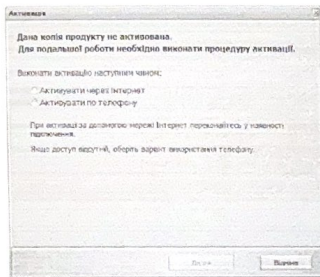 Активація
Дана копія продукту не активована.
Для подальшої роботи необхідно виконати процедуру активації.
Виконати активацію наступним чином:
Активувати через Інтернет
Активувати по телефону
При активації за допомогою мережі Інтернет переконайтесь у наявності
підключення.
Якщо доступ відсутній, оберіть варіант використання телефону.
Далі
Відміна